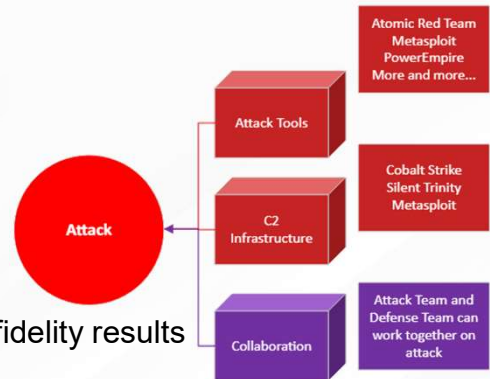 Atomic Red Team
Metasploit
PowerEmpire
More and more...
Attack Tools
Cobalt Strike
Silent Trinity
Metasploit
Attack
C2
Infrastructure
fidelity results
Attack Team and
Defense Team can
work together on
attack
Collaboration